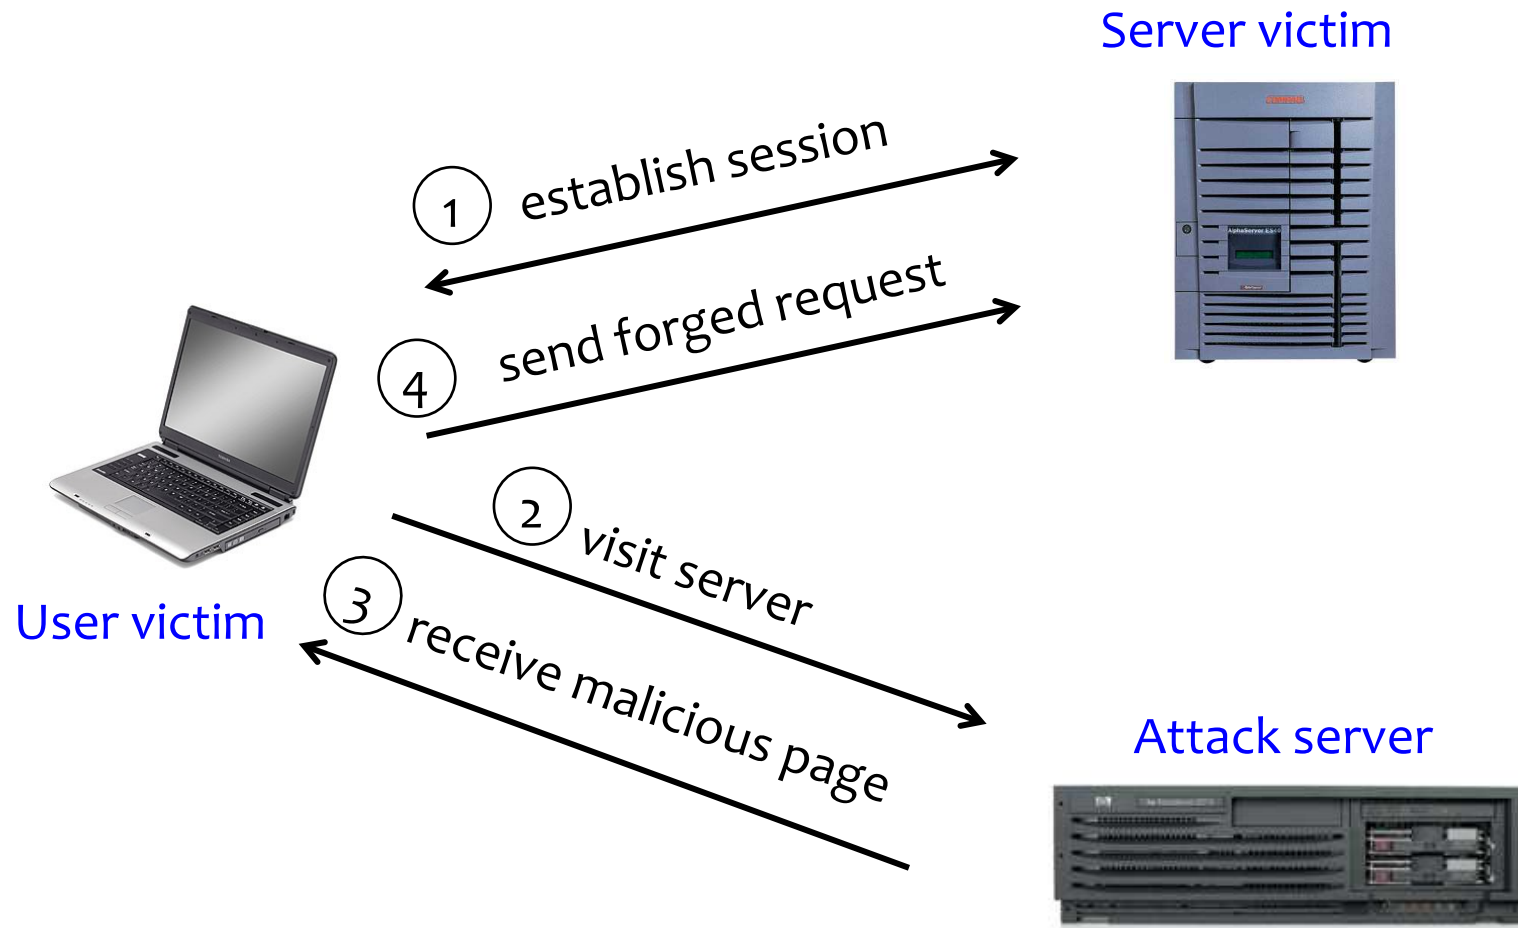 Server victim
1 establish session
AlphaServer
4 send forged request
2 visit server
3 receive malicious page
User victim
Attack server